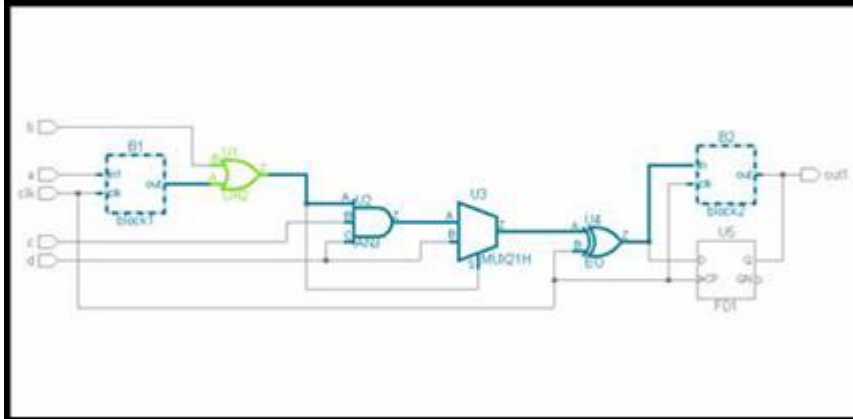 b
B1
U1
B
A
Z
OR2
a
in1
out
clk
clk
block1
U2
A
B
C
Z
AN3
U3
A
B
Z
S
MUX21H
U4
A
B
Z
EO
B2
in
out
clk
block2
out1
U5
D
Q
CP
QN
FD1
c
d